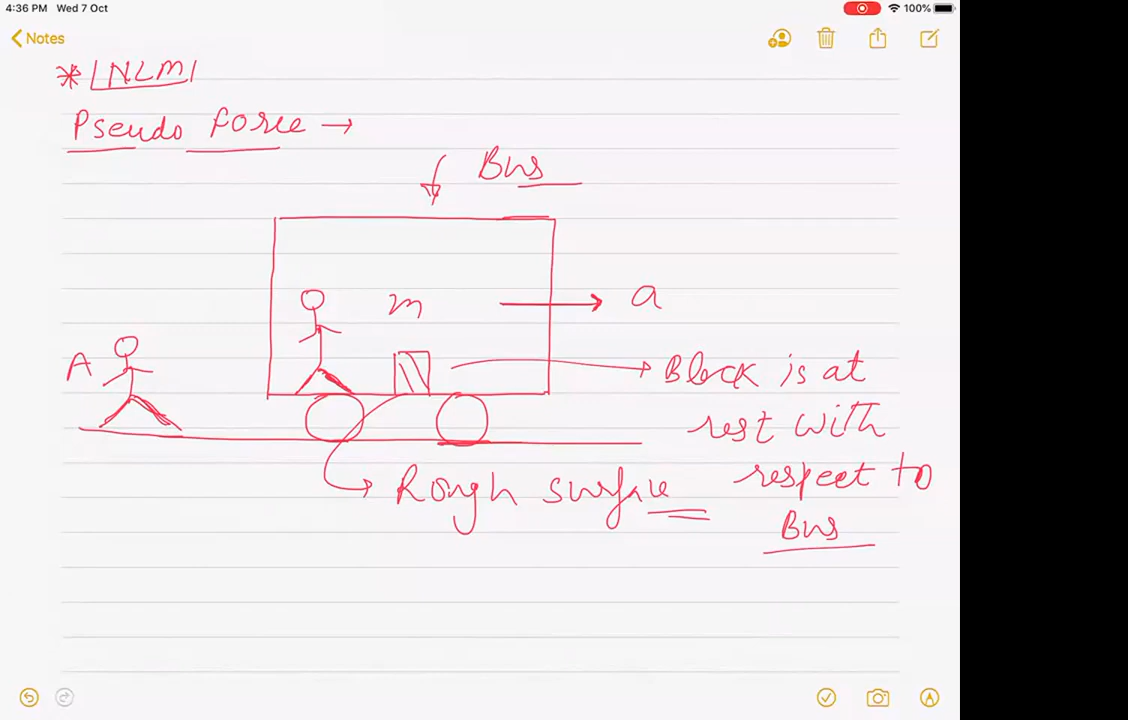 4:36 PM Wed 7 Oct
100%
Notes
* NLM
Pseudo force →
Bus
m
a
A
Block is at
rest with
respect to
Bus
Rough surface